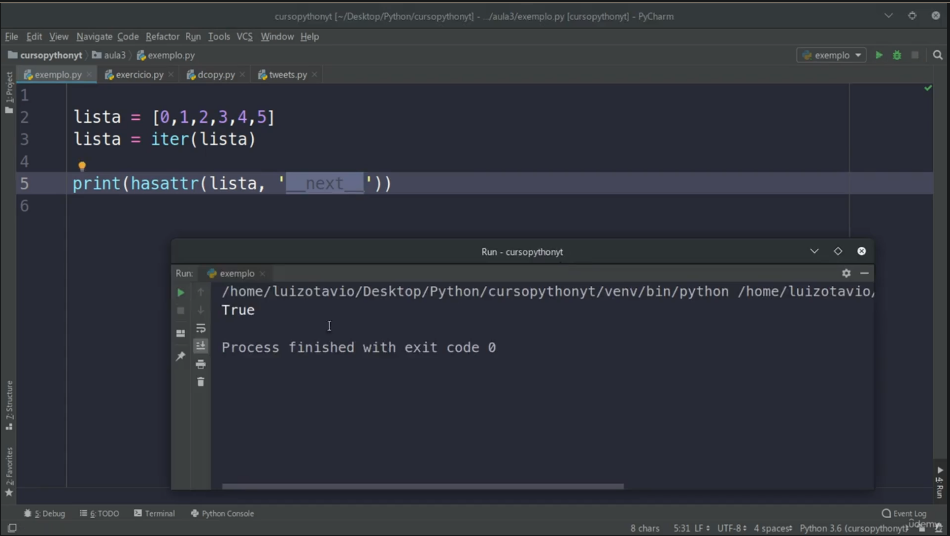 cursopythonyt [~/Desktop/Python/cursopythonyt] - .../aula3/exemplo.py [cursopythonyt] - PyCharm
File Edit View Navigate Code Refactor Run Tools VCS Window Help
cursopythonyt aula3 exemplo.py exemplo
exemplo.py exercicio.py dcopy.py tweets.py
1: Project
1
2 lista = [0,1,2,3,4,5]
3 lista = iter(lista)
4
5 print(hasattr(lista, '__next__'))
6
Run - cursopythonyt
Run: exemplo
/home/luizotavio/Desktop/Python/cursopythonyt/venv/bin/python /home/luizotavio/
True
Process finished with exit code 0
7: Structure
2: Favorites
4: Run
5: Debug 6: TODO Terminal Python Console Event Log
8 chars 5:31 LF UTF-8 4 spaces Python 3.6 (cursopythonyt)
ûdemy